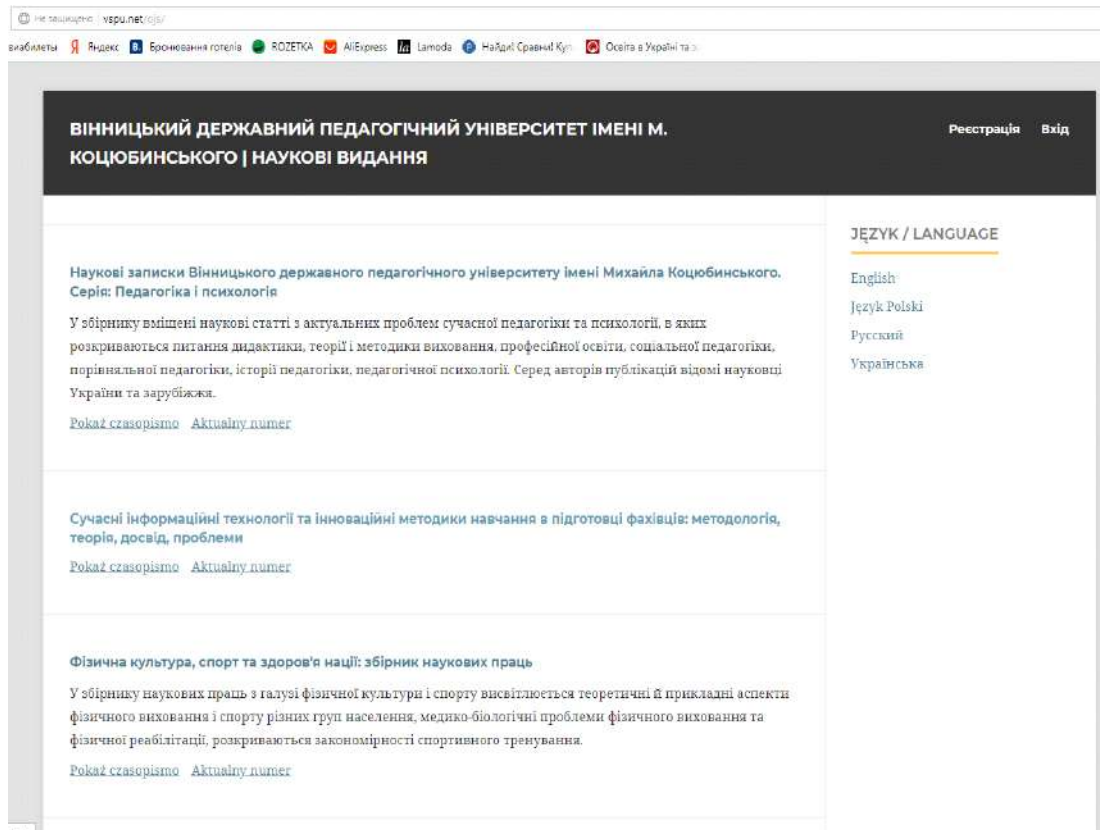 Не защищено vspu.net/ojs/
виабилеты Яндекс Бронювання готелів ROZETKA AliExpress la Lamoda Найди! Сравни! Куп Освіта в Україні та з
ВІННИЦЬКИЙ ДЕРЖАВНИЙ ПЕДАГОГІЧНИЙ УНІВЕРСИТЕТ ІМЕНІ М.
КОЦЮБИНСЬКОГО | НАУКОВІ ВИДАННЯ
Реєстрація Вхід
Наукові записки Вінницького державного педагогічного університету імені Михайла Коцюбинського.
Серія: Педагогіка і психологія
У збірнику вміщені наукові статті з актуальних проблем сучасної педагогіки та психології, в яких
розкриваються питання дидактики, теорії і методики виховання, професійної освіти, соціальної педагогіки,
порівняльної педагогіки, історії педагогіки, педагогічної психології. Серед авторів публікацій відомі науковці
України та зарубіжжя.
Pokaż czasopismo Aktualny numer
Сучасні інформаційні технології та інноваційні методики навчання в підготовці фахівців: методологія,
теорія, досвід, проблеми
Pokaż czasopismo Aktualny numer
Фізична культура, спорт та здоров'я нації: збірник наукових праць
У збірнику наукових праць з галузі фізичної культури і спорту висвітлюється теоретичні й прикладні аспекти
фізичного виховання і спорту різних груп населення, медико-біологічні проблеми фізичного виховання та
фізичної реабілітації, розкриваються закономірності спортивного тренування.
Pokaż czasopismo Aktualny numer
JĘZYK / LANGUAGE
English
Język Polski
Русский
Українська